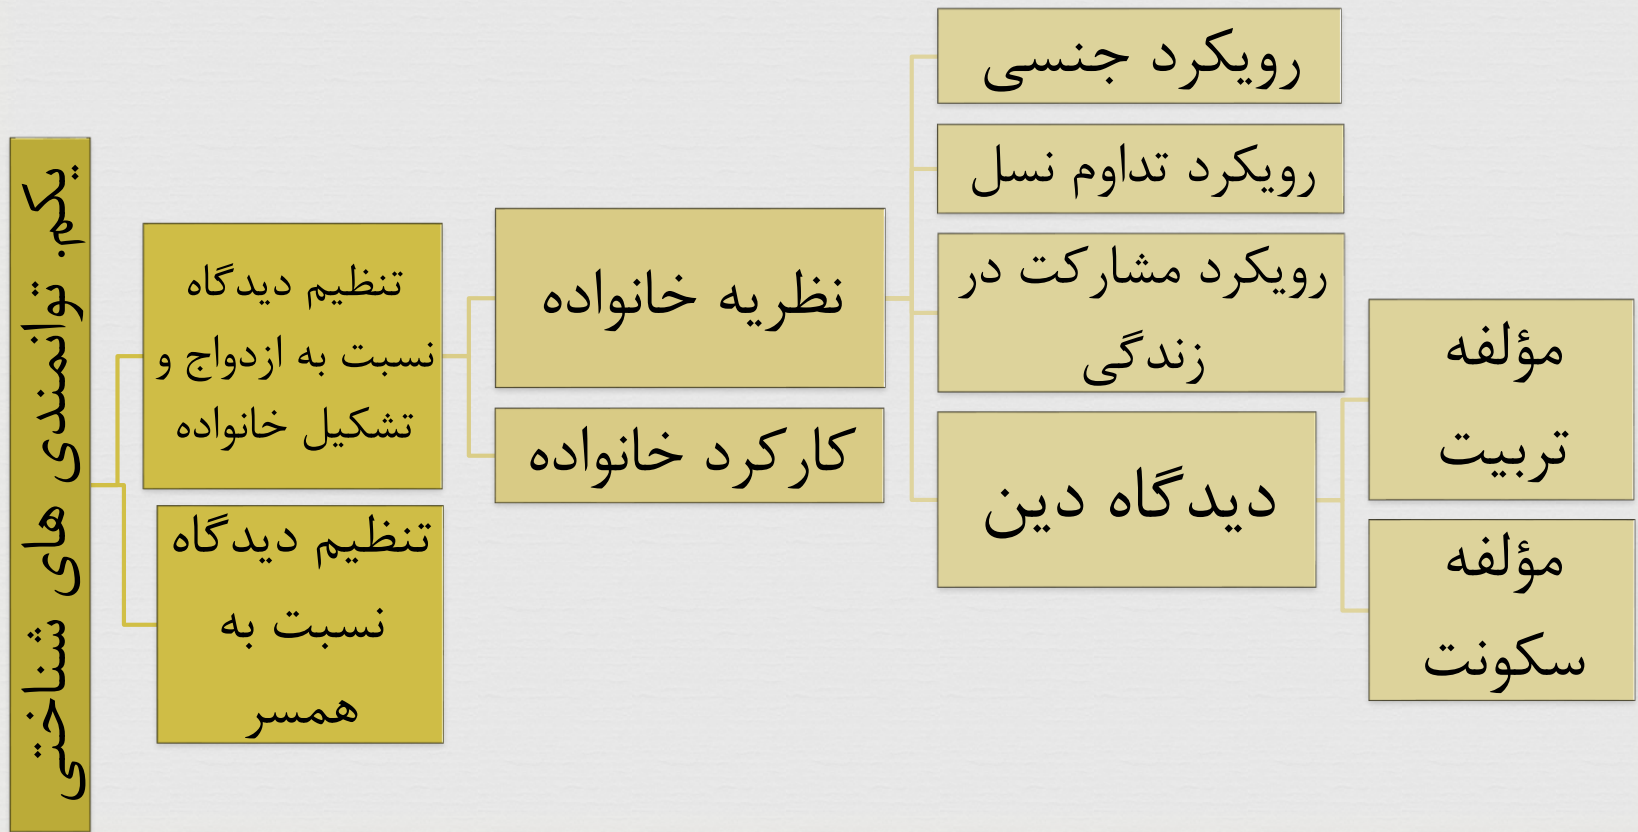 یکم. توانمندی های شناختی
تنظیم دیدگاه
نسبت به ازدواج و
تشکیل خانواده
نظریه خانواده
رویکرد جنسی
رویکرد تداوم نسل
رویکرد مشارکت در
زندگی
دیدگاه دین
مؤلفه
تربیت
مؤلفه
سکونت
کارکرد خانواده
تنظیم دیدگاه
نسبت به
همسر